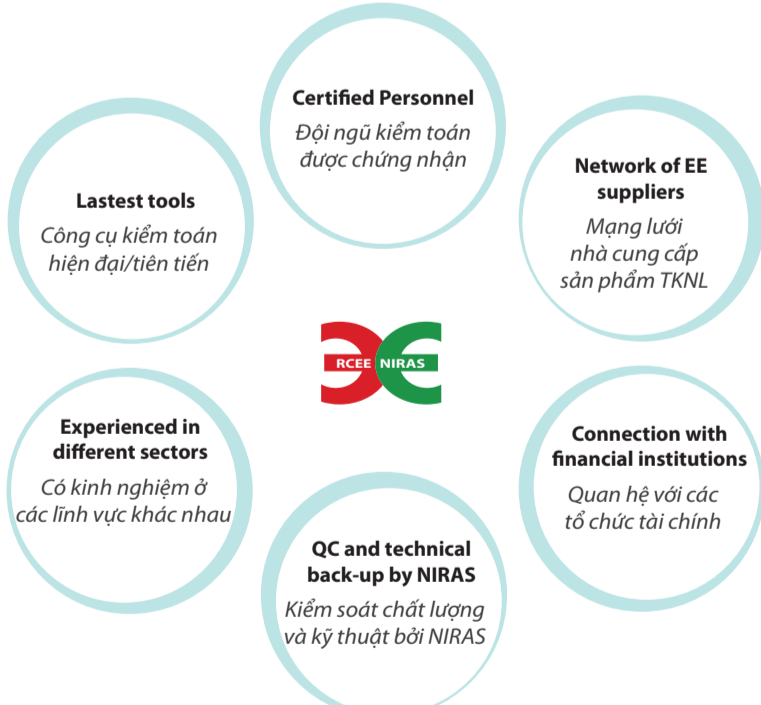 Certified Personnel
Đội ngũ kiểm toán
được chứng nhận
Network of EE
suppliers
Mạng lưới
nhà cung cấp
sản phẩm TKNL
Lastest tools
Công cụ kiểm toán
hiện đại/tiên tiến
RCEE NIRAS
Experienced in
different sectors
Có kinh nghiệm ở
các lĩnh vực khác nhau
Connection with
financial institutions
Quan hệ với các
tổ chức tài chính
QC and technical
back-up by NIRAS
Kiểm soát chất lượng
và kỹ thuật bởi NIRAS